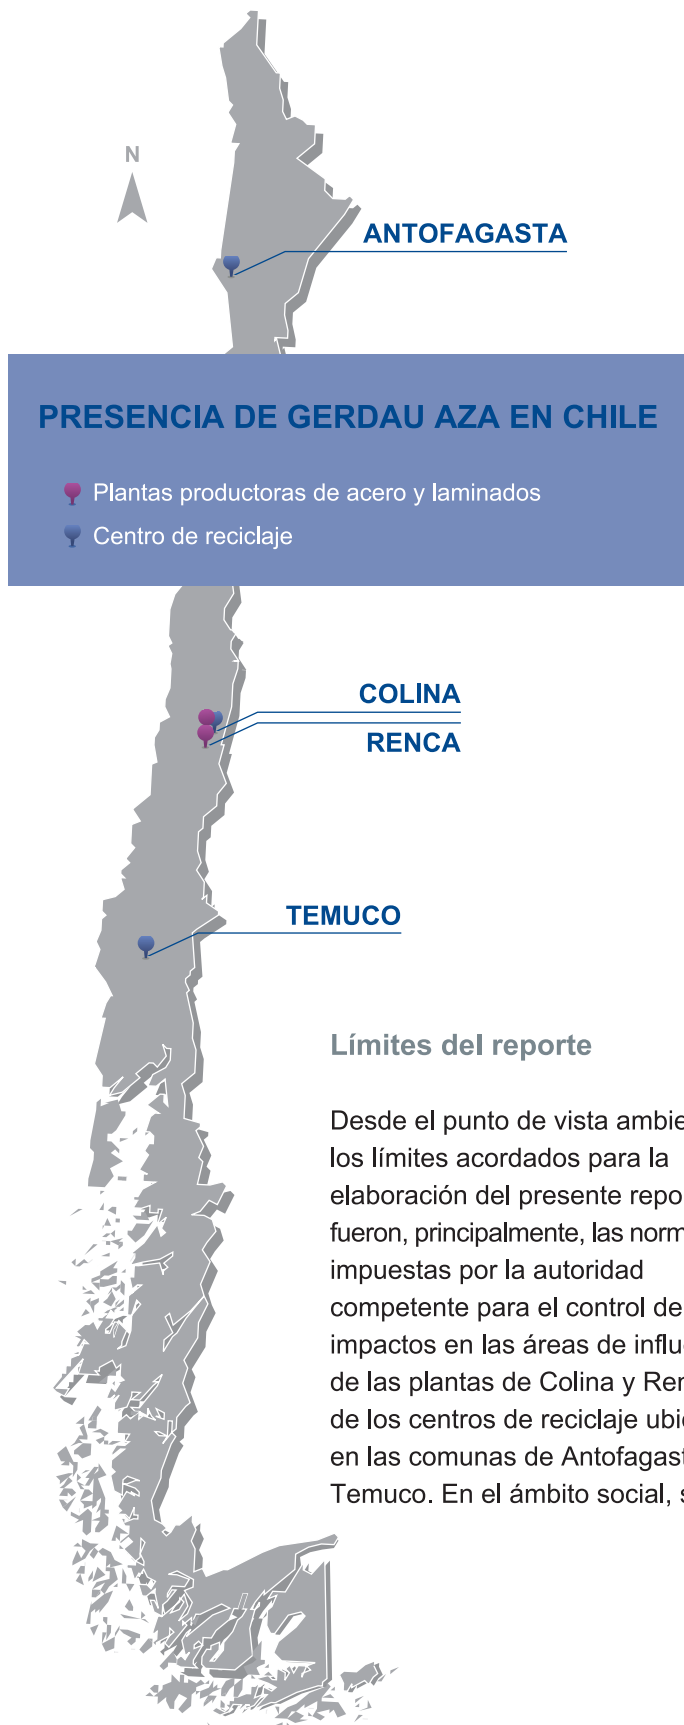 N
ANTOFAGASTA
PRESENCIA DE GERDAU AZA EN CHILE
Plantas productoras de acero y laminados
Centro de reciclaje
COLINA
RENCA
TEMUCO
Límites del reporte
Desde el punto de vista ambie
los límites acordados para la
elaboración del presente repo
fueron, principalmente, las norm
impuestas por la autoridad
competente para el control de
impactos en las áreas de influ
de las plantas de Colina y Ren
de los centros de reciclaje ubi
en las comunas de Antofagast
Temuco. En el ámbito social, s